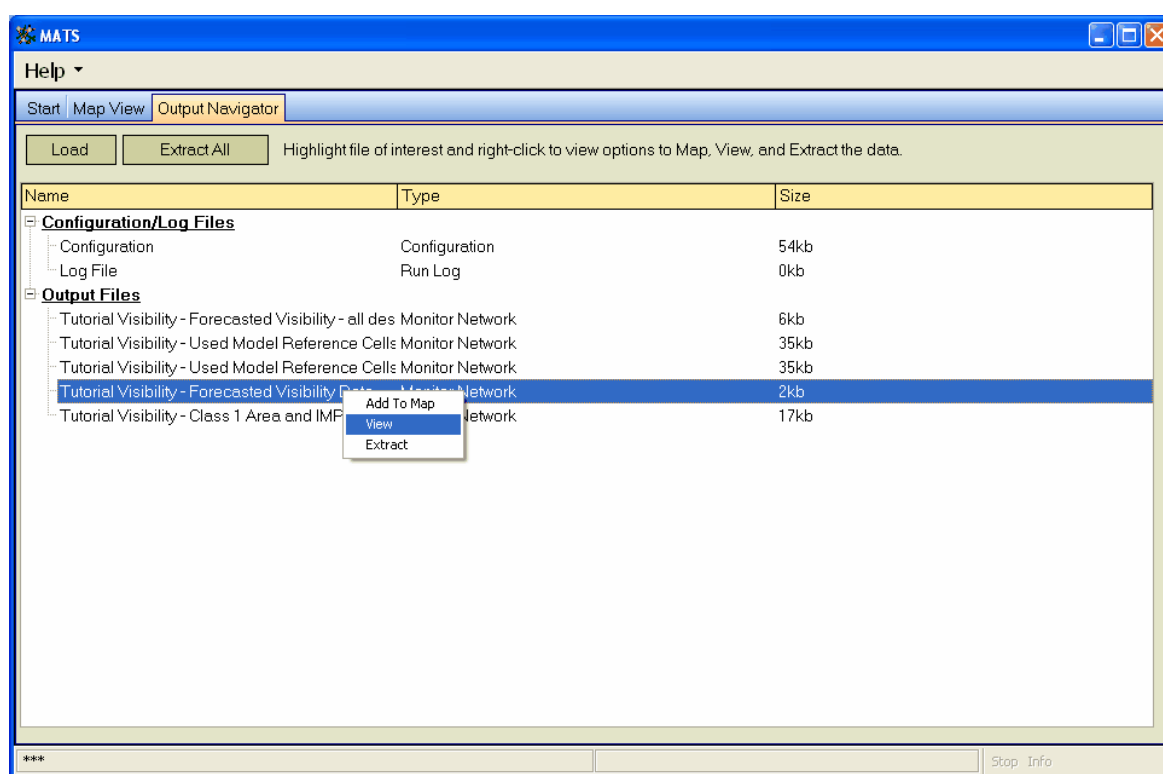 MATS
Help
Start Map View Output Navigator
Load Extract All Highlight file of interest and right-click to view options to Map, View, and Extract the data.
Name Type Size
Configuration/Log Files
Configuration Configuration 54kb
Log File Run Log 0kb
Output Files
Tutorial Visibility - Forecasted Visibility - all des Monitor Network 6kb
Tutorial Visibility - Used Model Reference Cells Monitor Network 35kb
Tutorial Visibility - Used Model Reference Cells Monitor Network 35kb
Tutorial Visibility - Forecasted Visibility Data Monitor Network 2kb
Add To Map
Tutorial Visibility - Class 1 Area and IMP Network 17kb
View
Extract
*** Stop Info